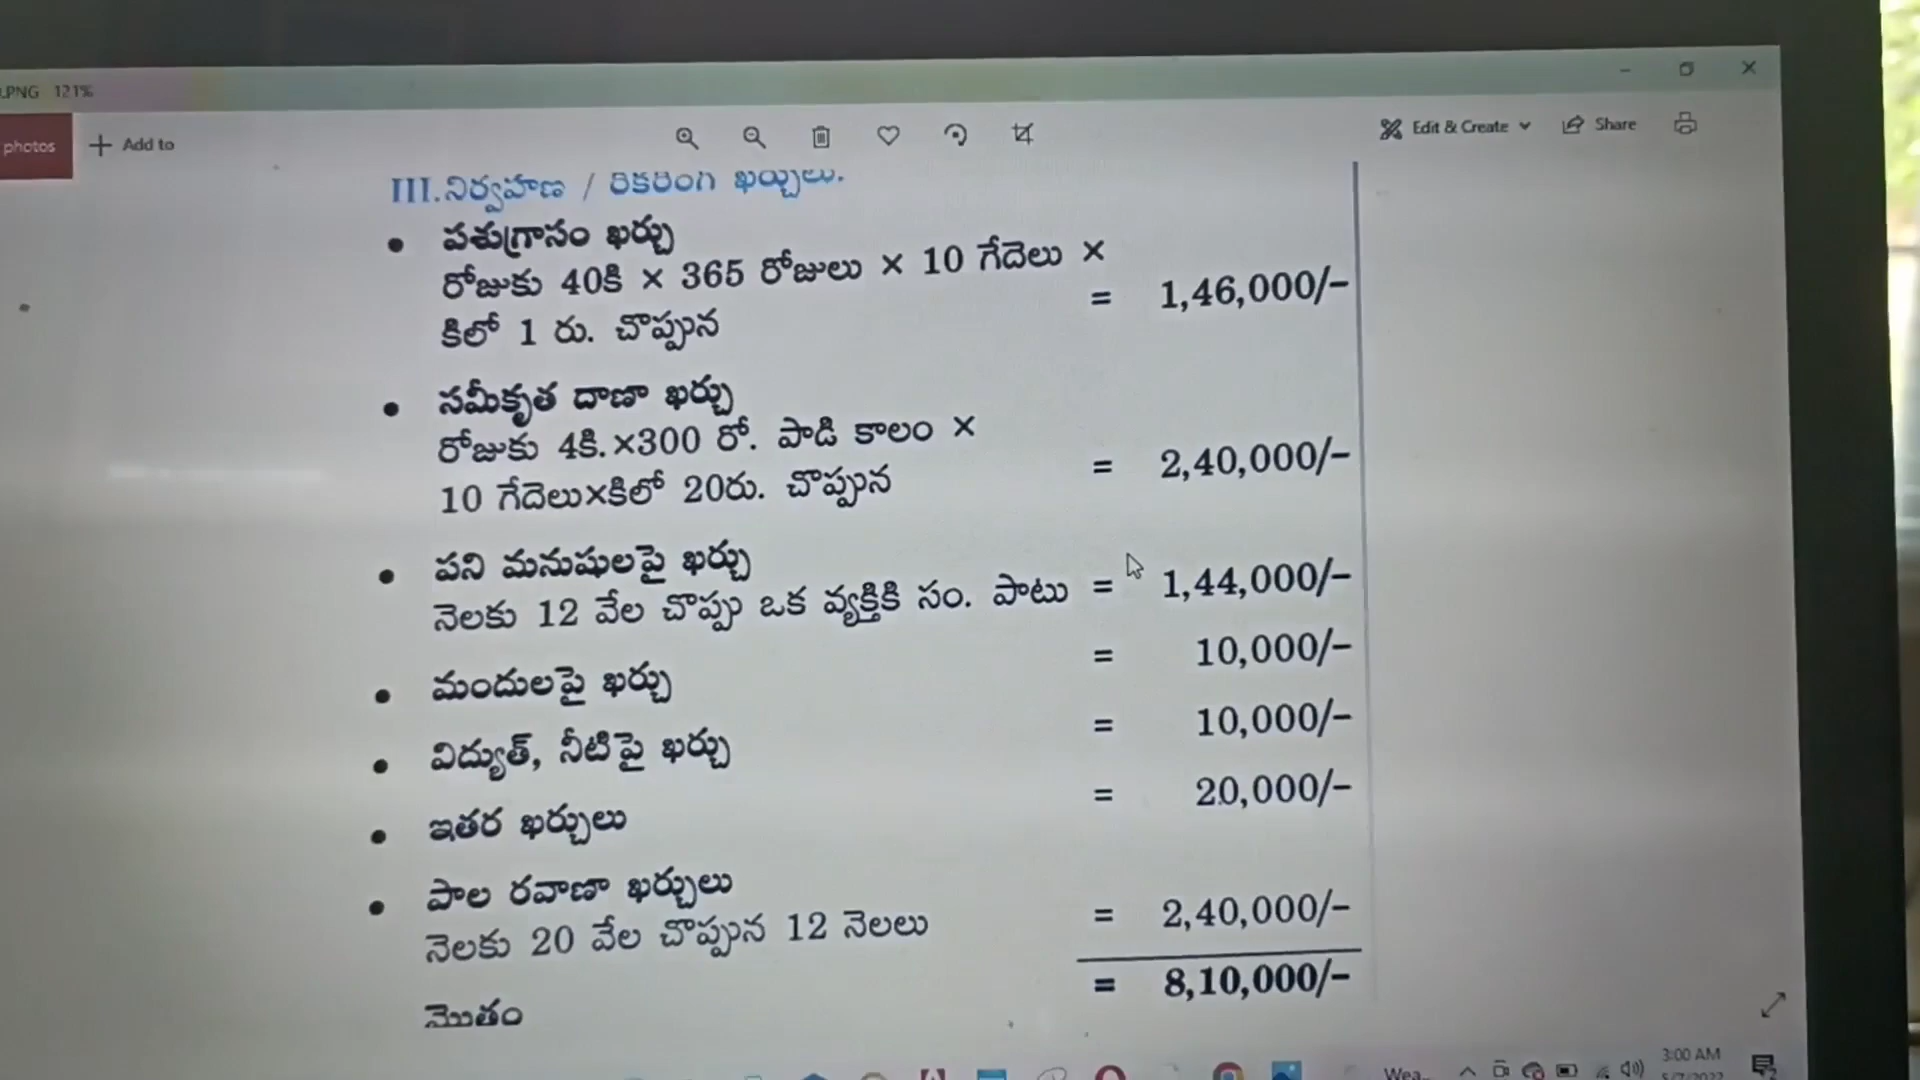 .PNG 121%
photos
Add to
Edit & Create
Share
III.నిర్వహణ / రికరింగ్ ఖర్చులు.
• పశుగ్రాసం ఖర్చు
రోజుకు 40కి × 365 రోజులు × 10 గేదెలు ×
కిలో 1 రు. చొప్పున = 1,46,000/-
• సమీకృత దాణా ఖర్చు
రోజుకు 4కి.×300 రో. పాడి కాలం ×
10 గేదెలు×కిలో 20రు. చొప్పున = 2,40,000/-
• పని మనుషులపై ఖర్చు
నెలకు 12 వేల చొప్పు ఒక వ్యక్తికి సం. పాటు = 1,44,000/-
• మందులపై ఖర్చు = 10,000/-
• విద్యుత్, నీటిపై ఖర్చు = 10,000/-
• ఇతర ఖర్చులు = 20,000/-
• పాల రవాణా ఖర్చులు
నెలకు 20 వేల చొప్పున 12 నెలలు = 2,40,000/-
మొతం = 8,10,000/-
Wea..
3:00 AM